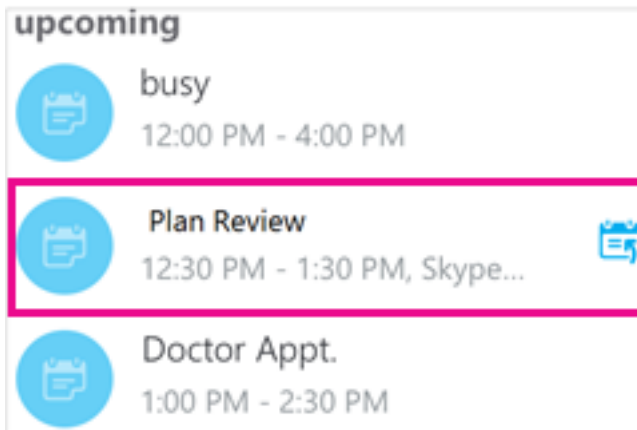 upcoming
busy
12:00 PM - 4:00 PM
Plan Review
12:30 PM - 1:30 PM, Skype...
Doctor Appt.
1:00 PM - 2:30 PM